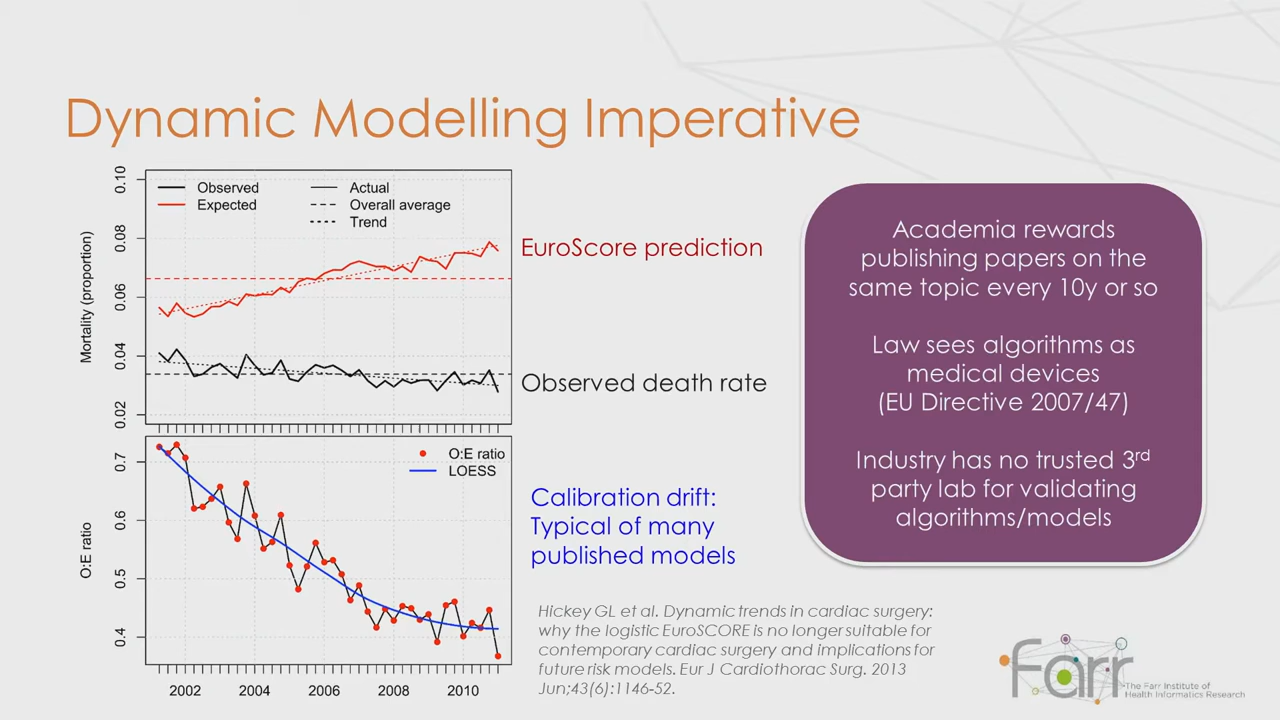 Dynamic Modelling Imperative
Mortality (proportion)
0.10
0.08
0.06
0.04
0.02
Observed
Expected
Actual
Overall average
Trend
EuroScore prediction
Observed death rate
O:E ratio
0.7
0.6
0.5
0.4
O:E ratio
LOESS
2002 2004 2006 2008 2010
Calibration drift:
Typical of many
published models
Hickey GL et al. Dynamic trends in cardiac surgery:
why the logistic EuroSCORE is no longer suitable for
contemporary cardiac surgery and implications for
future risk models. Eur J Cardiothorac Surg. 2013
Jun;43(6):1146-52.
Academia rewards
publishing papers on the
same topic every 10y or so
Law sees algorithms as
medical devices
(EU Directive 2007/47)
Industry has no trusted 3rd
party lab for validating
algorithms/models
farr
The Farr Institute of
Health Informatics Research